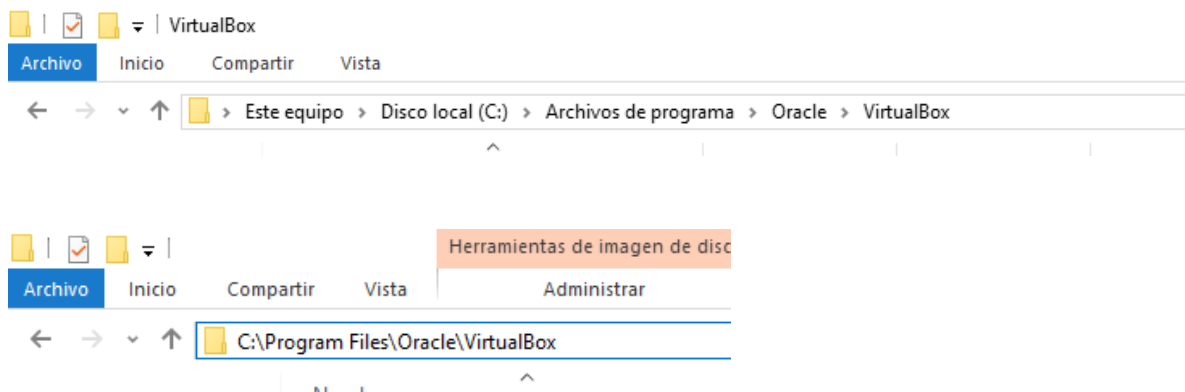 VirtualBox
Archivo Inicio Compartir Vista
Este equipo > Disco local (C:) > Archivos de programa > Oracle > VirtualBox
Herramientas de imagen de disc
Archivo Inicio Compartir Vista Administrar
C:\Program Files\Oracle\VirtualBox